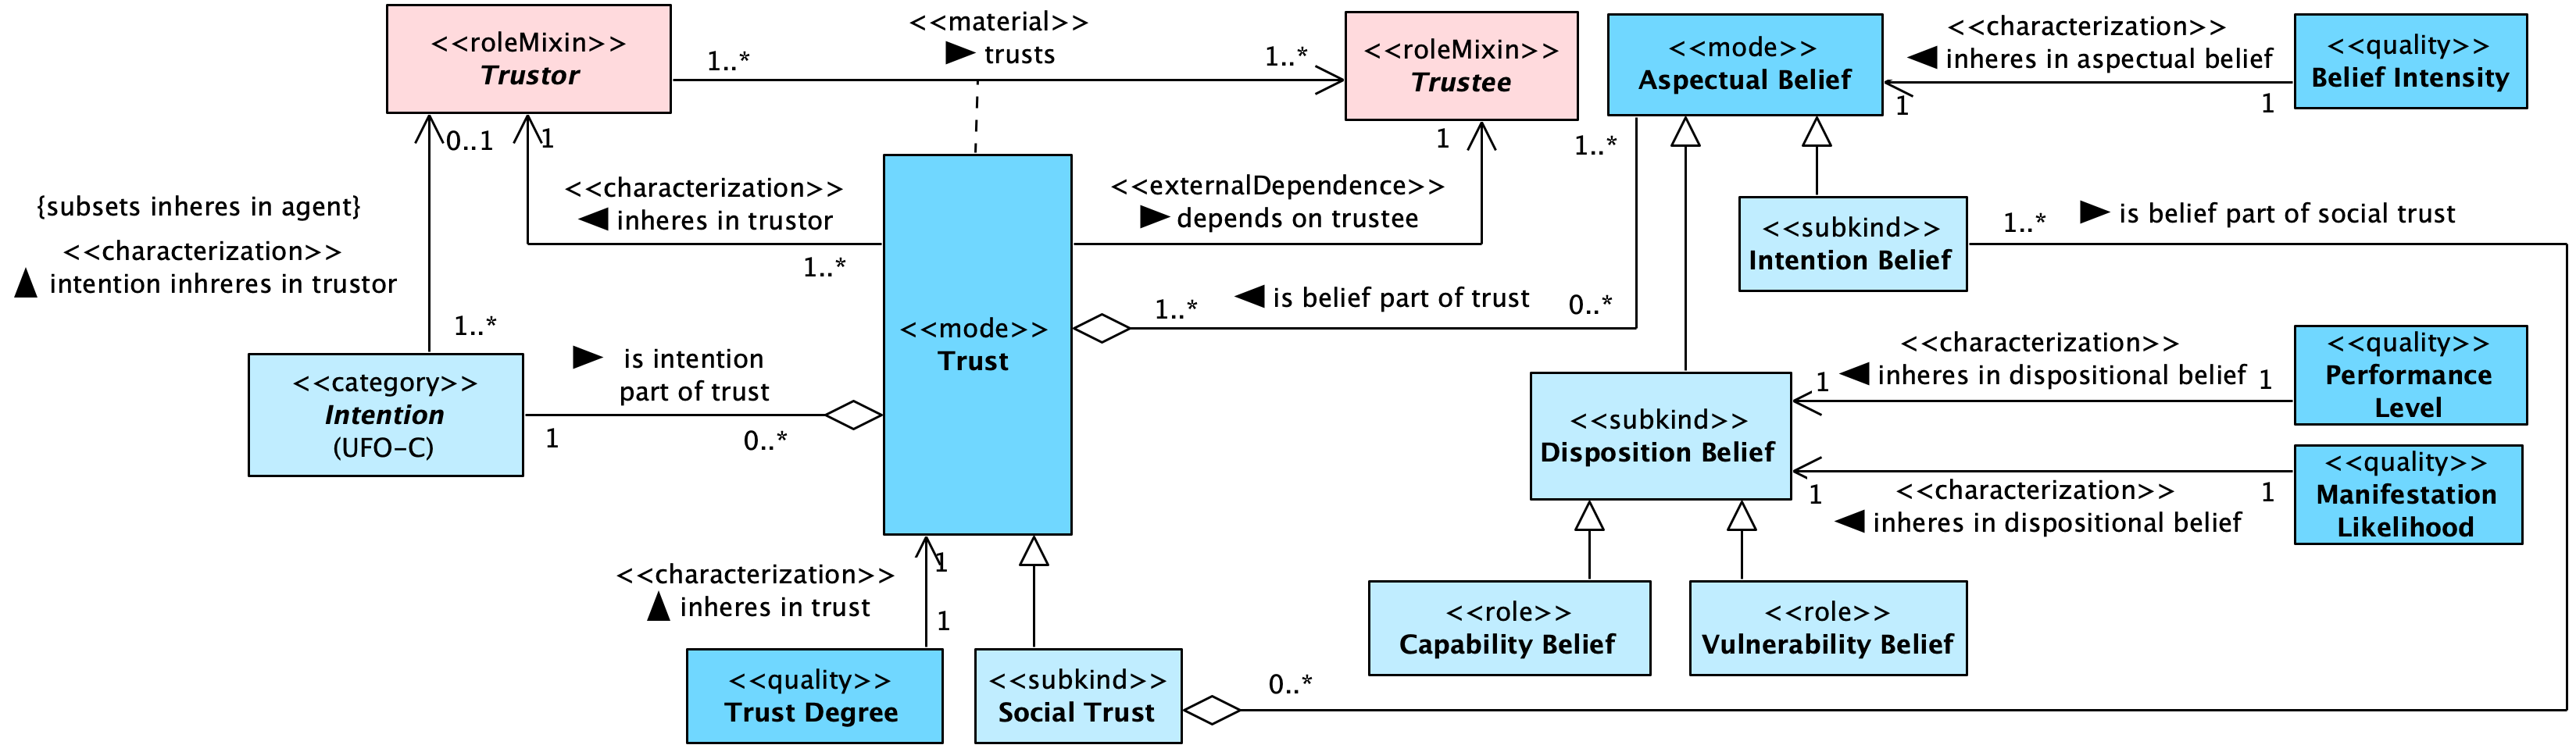 <<roleMixin>>
Trustor
<<material>>
► trusts
1..*
1..*
<<roleMixin>>
Trustee
<<mode>>
Aspectual Belief
<<characterization>>
◄ inheres in aspectual belief
1
1
<<quality>>
Belief Intensity
0..1
1
1
1..*
{subsets inheres in agent}
<<characterization>>
▲ intention inhreres in trustor
1..*
<<characterization>>
◄ inheres in trustor
1..*
<<externalDependence>>
► depends on trustee
<<mode>>
Trust
1..*
◄ is belief part of trust
0..*
<<subkind>>
Intention Belief
1..*
► is belief part of social trust
<<category>>
Intention
(UFO-C)
► is intention
part of trust
1
0..*
<<subkind>>
Disposition Belief
<<characterization>>
◄ inheres in dispositional belief
1
1
<<quality>>
Performance
Level
1
1
<<characterization>>
◄ inheres in dispositional belief
<<quality>>
Manifestation
Likelihood
<<characterization>>
▲ inheres in trust
1
1
<<role>>
Capability Belief
<<role>>
Vulnerability Belief
<<quality>>
Trust Degree
<<subkind>>
Social Trust
0..*